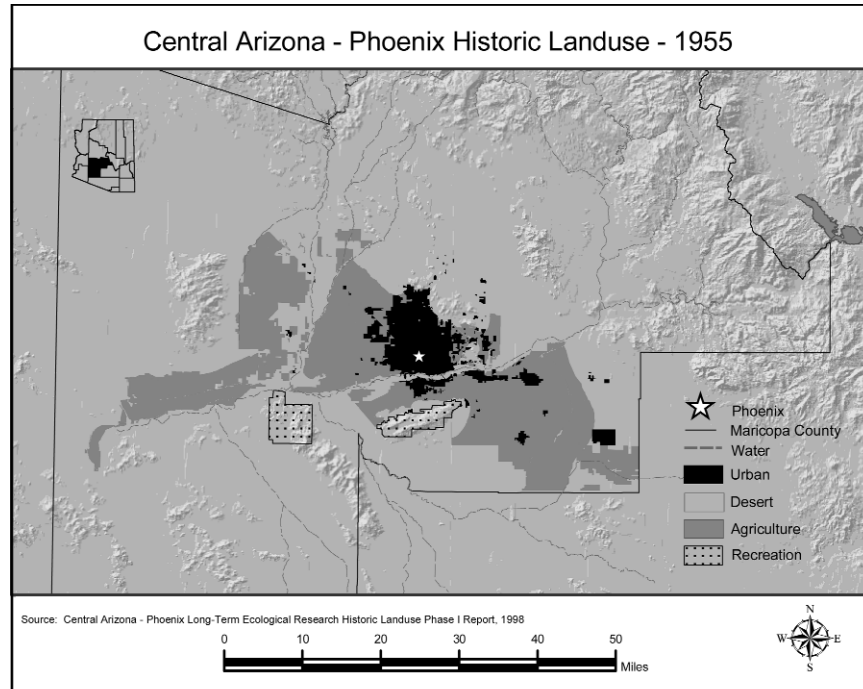 Central Arizona - Phoenix Historic Landuse - 1955
Phoenix
Maricopa County
Water
Urban
Desert
Agriculture
Recreation
Source: Central Arizona - Phoenix Long-Term Ecological Research Historic Landuse Phase I Report, 1998
0 10 20 30 40 50
Miles
N
W E
S